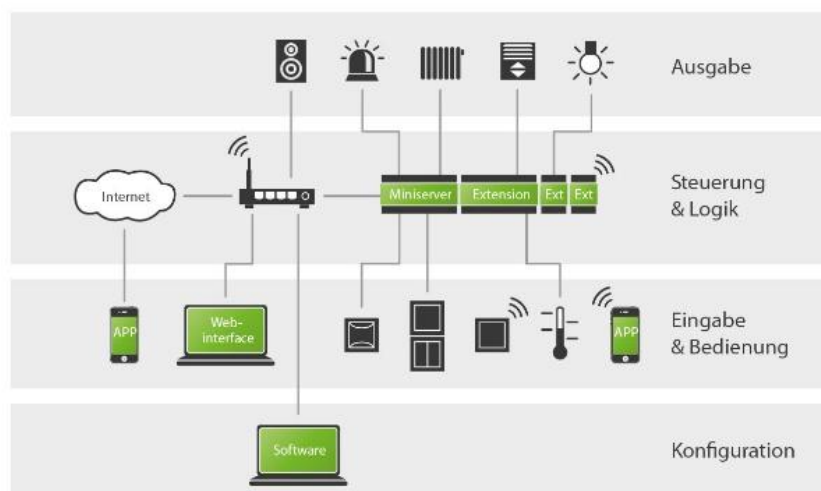 Ausgabe
Internet
Miniserver
Extension
Ext
Ext
Steuerung
& Logik
APP
Web-
interface
APP
Eingabe
& Bedienung
Software
Konfiguration